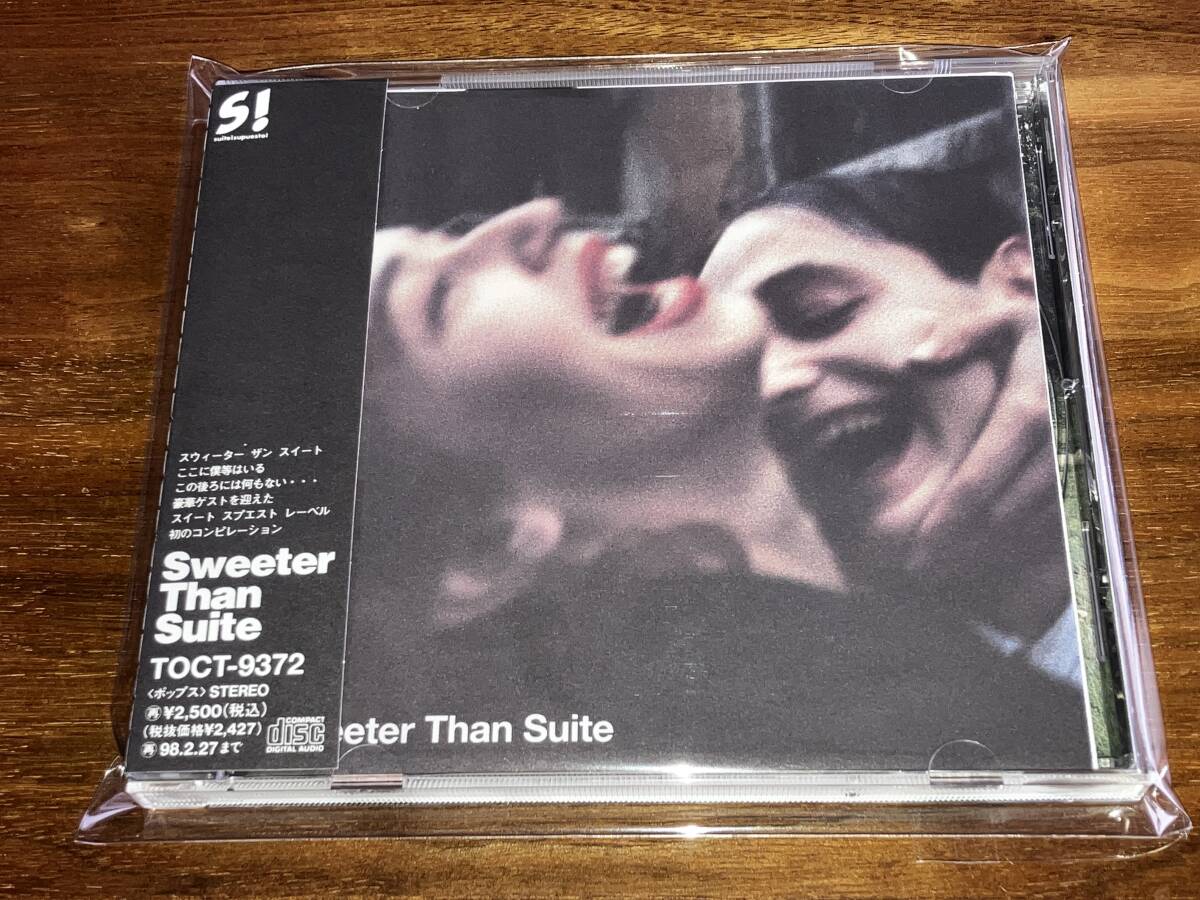 S!
suite!supuesto!
スウィーター ザン スイート
ここに僕等はいる
この後ろには何もない・・・
豪華ゲストを迎えた
スイート スプエスト レーベル
初のコンピレーション
Sweeter
Than
Suite
TOCT-9372
〈ポップス〉STEREO
再¥2,500(税込)
(税抜価格¥2,427)
再98.2.27まで
COMPACT
disc
DIGITAL AUDIO
eeter Than Suite